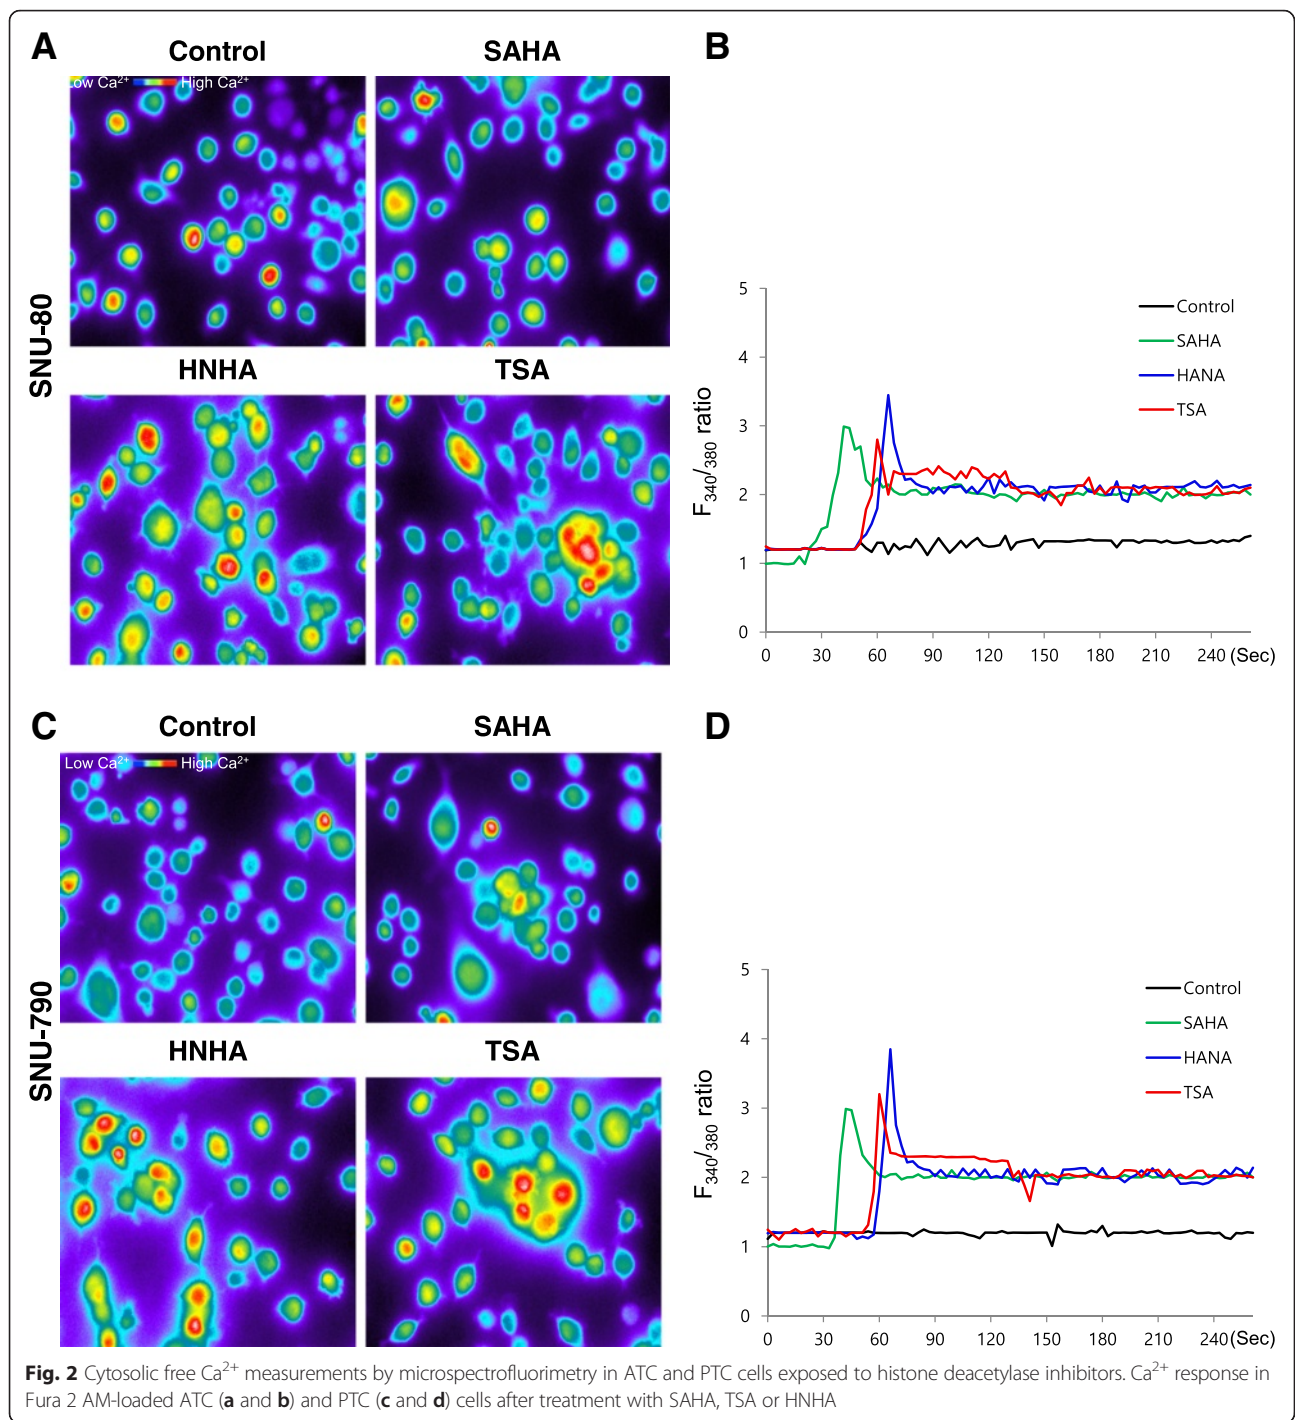 A
Control
SAHA
Low Ca²⁺ High Ca²⁺
HNHA
TSA
SNU-80
B
5
4
3
2
1
0
F340/380 ratio
Control
SAHA
HANA
TSA
0 30 60 90 120 150 180 210 240 (Sec)
C
Control
SAHA
Low Ca²⁺ High Ca²⁺
HNHA
TSA
SNU-790
D
5
4
3
2
1
0
F340/380 ratio
Control
SAHA
HANA
TSA
0 30 60 90 120 150 180 210 240 (Sec)
Fig. 2 Cytosolic free Ca²⁺ measurements by microspectrofluorimetry in ATC and PTC cells exposed to histone deacetylase inhibitors. Ca²⁺ response in
Fura 2 AM-loaded ATC (a and b) and PTC (c and d) cells after treatment with SAHA, TSA or HNHA